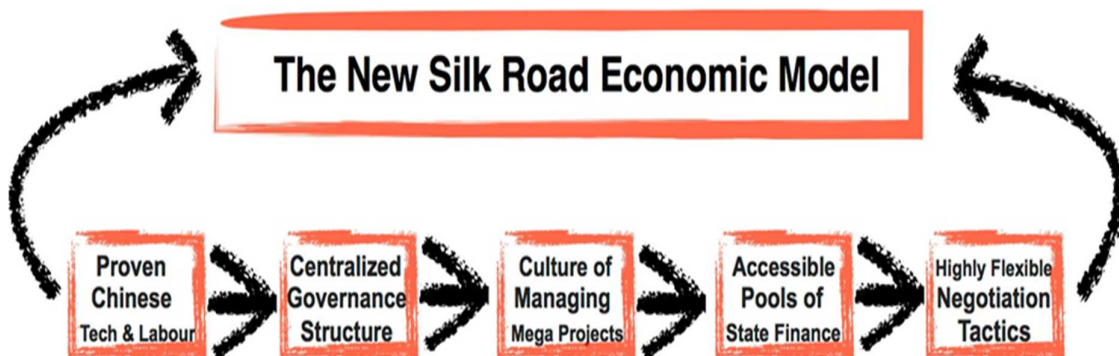 The New Silk Road Economic Model
Proven
Chinese
Tech & Labour
Centralized
Governance
Structure
Culture of
Managing
Mega Projects
Accessible
Pools of
State Finance
Highly Flexible
Negotiation
Tactics